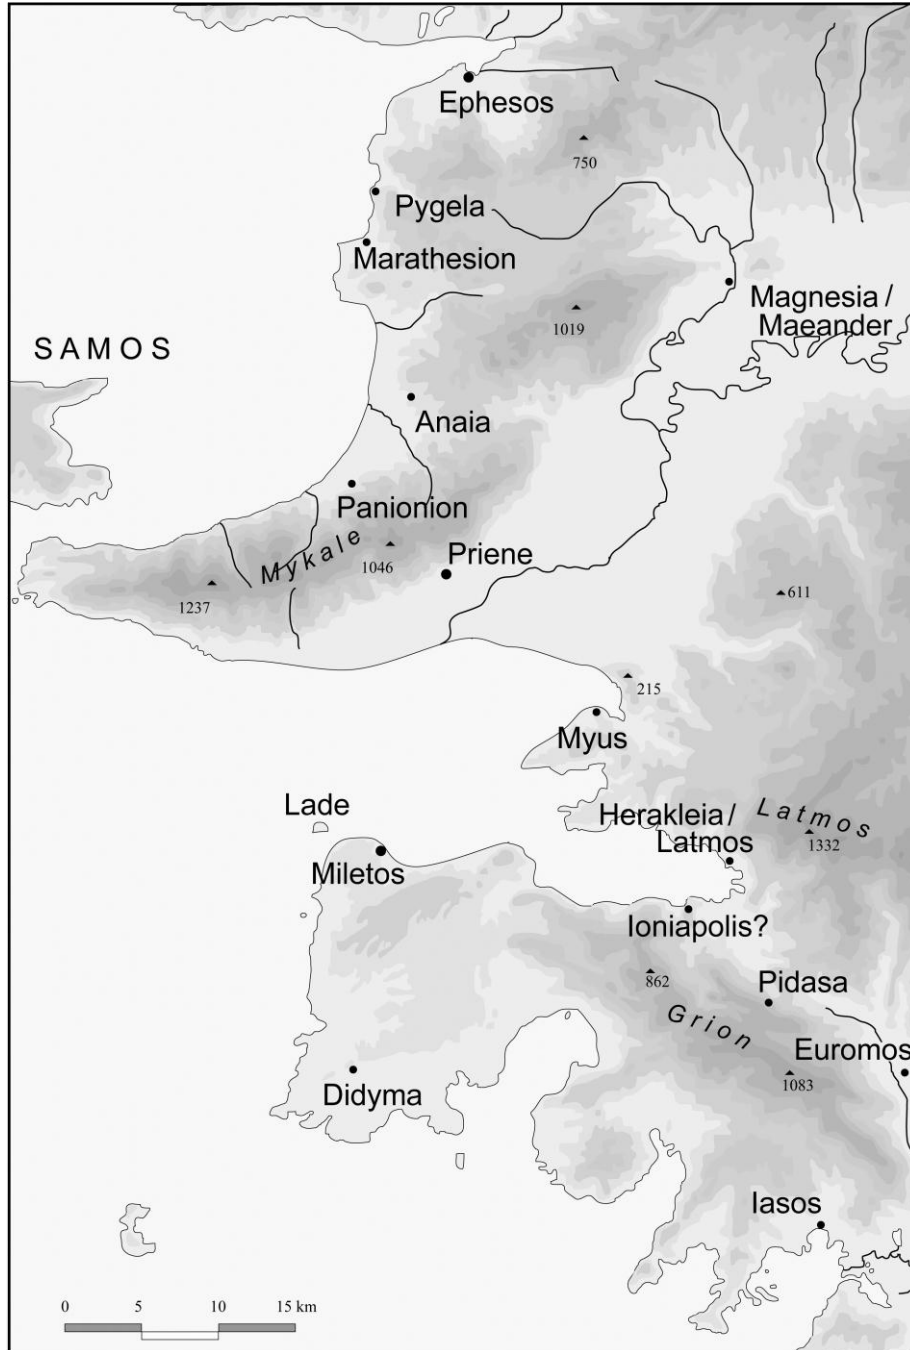 Ephesos
750
Pygela
Marathesion
Magnesia /
Maeander
1019
SAMOS
Anaia
Panionion
Mykale
1046
Priene
1237
611
215
Myus
Lade
Herakleia /
Latmos
Latmos
1332
Miletos
Ioniapolis?
862
Pidasa
Grion
Euromos
1083
Didyma
Iasos
0 5 10 15 km